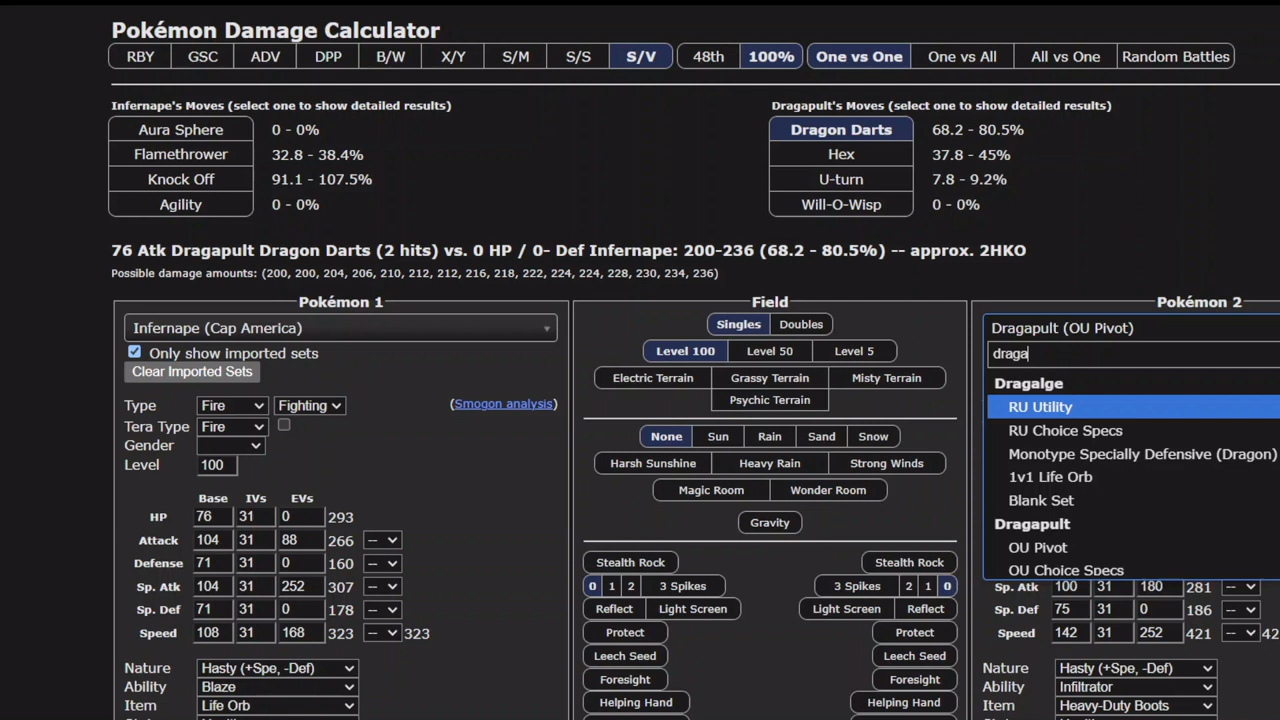 Pokémon Damage Calculator
RBY GSC ADV DPP B/W X/Y S/M S/S S/V 48th 100% One vs One One vs All All vs One Random Battles
Infernape's Moves (select one to show detailed results) Dragapult's Moves (select one to show detailed results)
Aura Sphere 0 - 0% Dragon Darts 68.2 - 80.5%
Flamethrower 32.8 - 38.4% Hex 37.8 - 45%
Knock Off 91.1 - 107.5% U-turn 7.8 - 9.2%
Agility 0 - 0% Will-O-Wisp 0 - 0%
76 Atk Dragapult Dragon Darts (2 hits) vs. 0 HP / 0- Def Infernape: 200-236 (68.2 - 80.5%) -- approx. 2HKO
Possible damage amounts: (200, 200, 204, 206, 210, 212, 212, 216, 218, 222, 224, 224, 228, 230, 234, 236)
Pokémon 1 Field Pokémon 2
Infernape (Cap America) Singles Doubles Dragapult (OU Pivot)
Only show imported sets Level 100 Level 50 Level 5 draga
Clear Imported Sets Electric Terrain Grassy Terrain Misty Terrain Dragalge
Type Fire Fighting (Smogon analysis) Psychic Terrain RU Utility
Tera Type Fire None Sun Rain Sand Snow RU Choice Specs
Gender Harsh Sunshine Heavy Rain Strong Winds Monotype Specially Defensive (Dragon)
Level 100 Magic Room Wonder Room 1v1 Life Orb
Base IVs EVs Blank Set
HP 76 31 0 293 Gravity Dragapult
Attack 104 31 88 266 -- OU Pivot
Defense 71 31 0 160 -- Stealth Rock Stealth Rock OU Choice Specs
Sp. Atk 104 31 252 307 -- 0 1 2 3 Spikes 3 Spikes 2 1 0 Sp. Atk 100 31 180 281 --
Sp. Def 71 31 0 178 -- Reflect Light Screen Light Screen Reflect Sp. Def 75 31 0 186 --
Speed 108 31 168 323 -- 323 Protect Protect Speed 142 31 252 421 -- 42
Leech Seed Leech Seed
Nature Hasty (+Spe, -Def) Foresight Foresight Nature Hasty (+Spe, -Def)
Ability Blaze Ability Infiltrator
Item Life Orb Helping Hand Helping Hand Item Heavy-Duty Boots